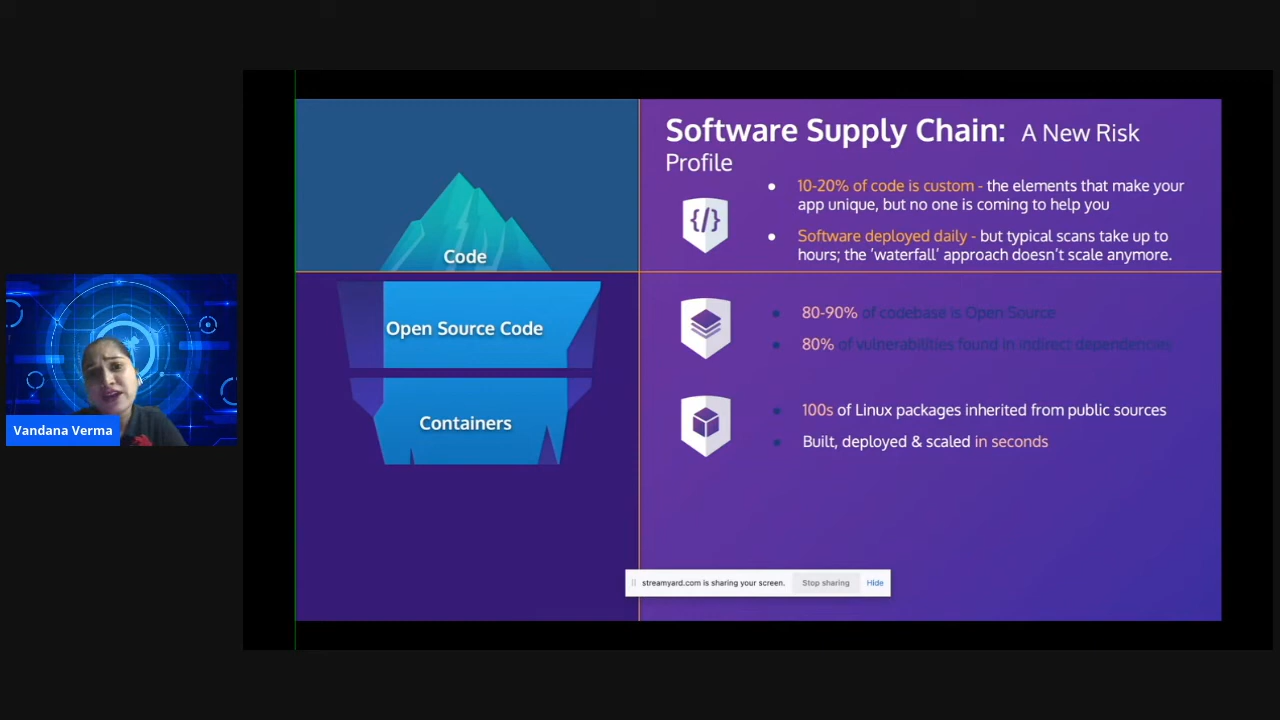 Software Supply Chain: A New Risk
Profile
10-20% of code is custom - the elements that make your
app unique, but no one is coming to help you
{/}
Software deployed daily - but typical scans take up to
hours; the ‘waterfall’ approach doesn’t scale anymore.
Code
Open Source Code
80-90% of codebase is Open Source
80% of vulnerabilities found in indirect dependencies
Containers
100s of Linux packages inherited from public sources
Built, deployed & scaled in seconds
Vandana Verma
streamyard.com is sharing your screen. Stop sharing Hide